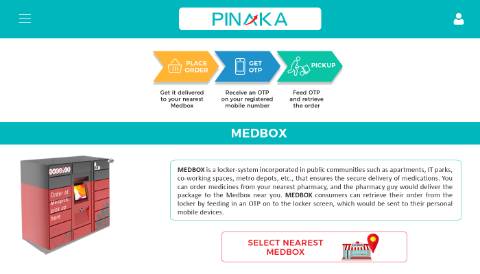 PINAKA
PLACE ORDER
Get it delivered
to your nearest
Medbox
GET OTP
Receive an OTP
on your registered
mobile number
PICKUP
Feed OTP
and retrieve
the order
MEDBOX
MEDBOX is a locker-system incorporated in public communities such as apartments, IT parks,
co-working spaces, metro depots, etc., that ensures the secure delivery of medications. You
can order medicines from your nearest pharmacy, and the pharmacy guy would deliver the
package to the Medbox near you. MEDBOX consumers can retrieve their order from the
locker by feeding in an OTP on to the locker screen, which would be sent to their personal
mobile devices.
SELECT NEAREST
MEDBOX